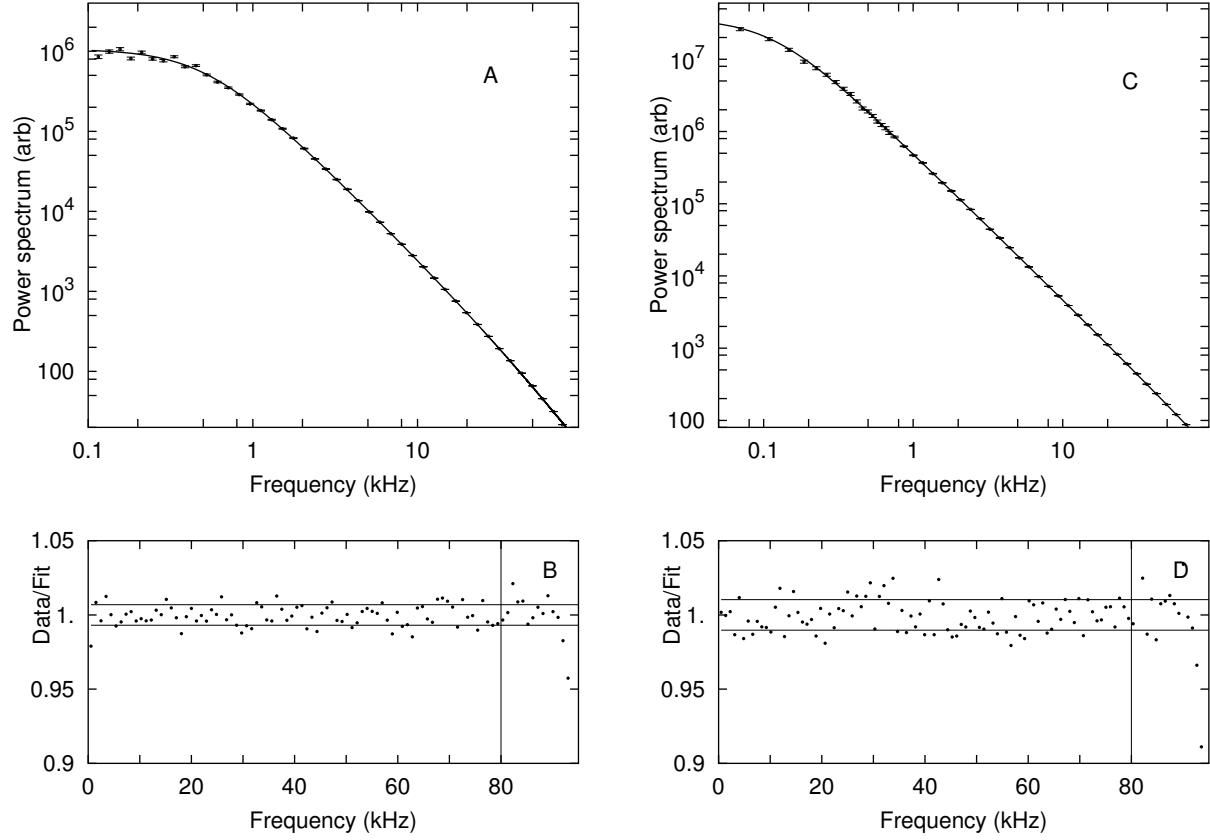 A
Power spectrum (arb)
10^6
10^5
10^4
10^3
100
0.1 1 10
Frequency (kHz)
C
Power spectrum (arb)
10^7
10^6
10^5
10^4
10^3
100
0.1 1 10
Frequency (kHz)
B
Data/Fit
1.05
1.
0.95
0.9
0 20 40 60 80
Frequency (kHz)
D
Data/Fit
1.05
1.
0.95
0.9
0 20 40 60 80
Frequency (kHz)